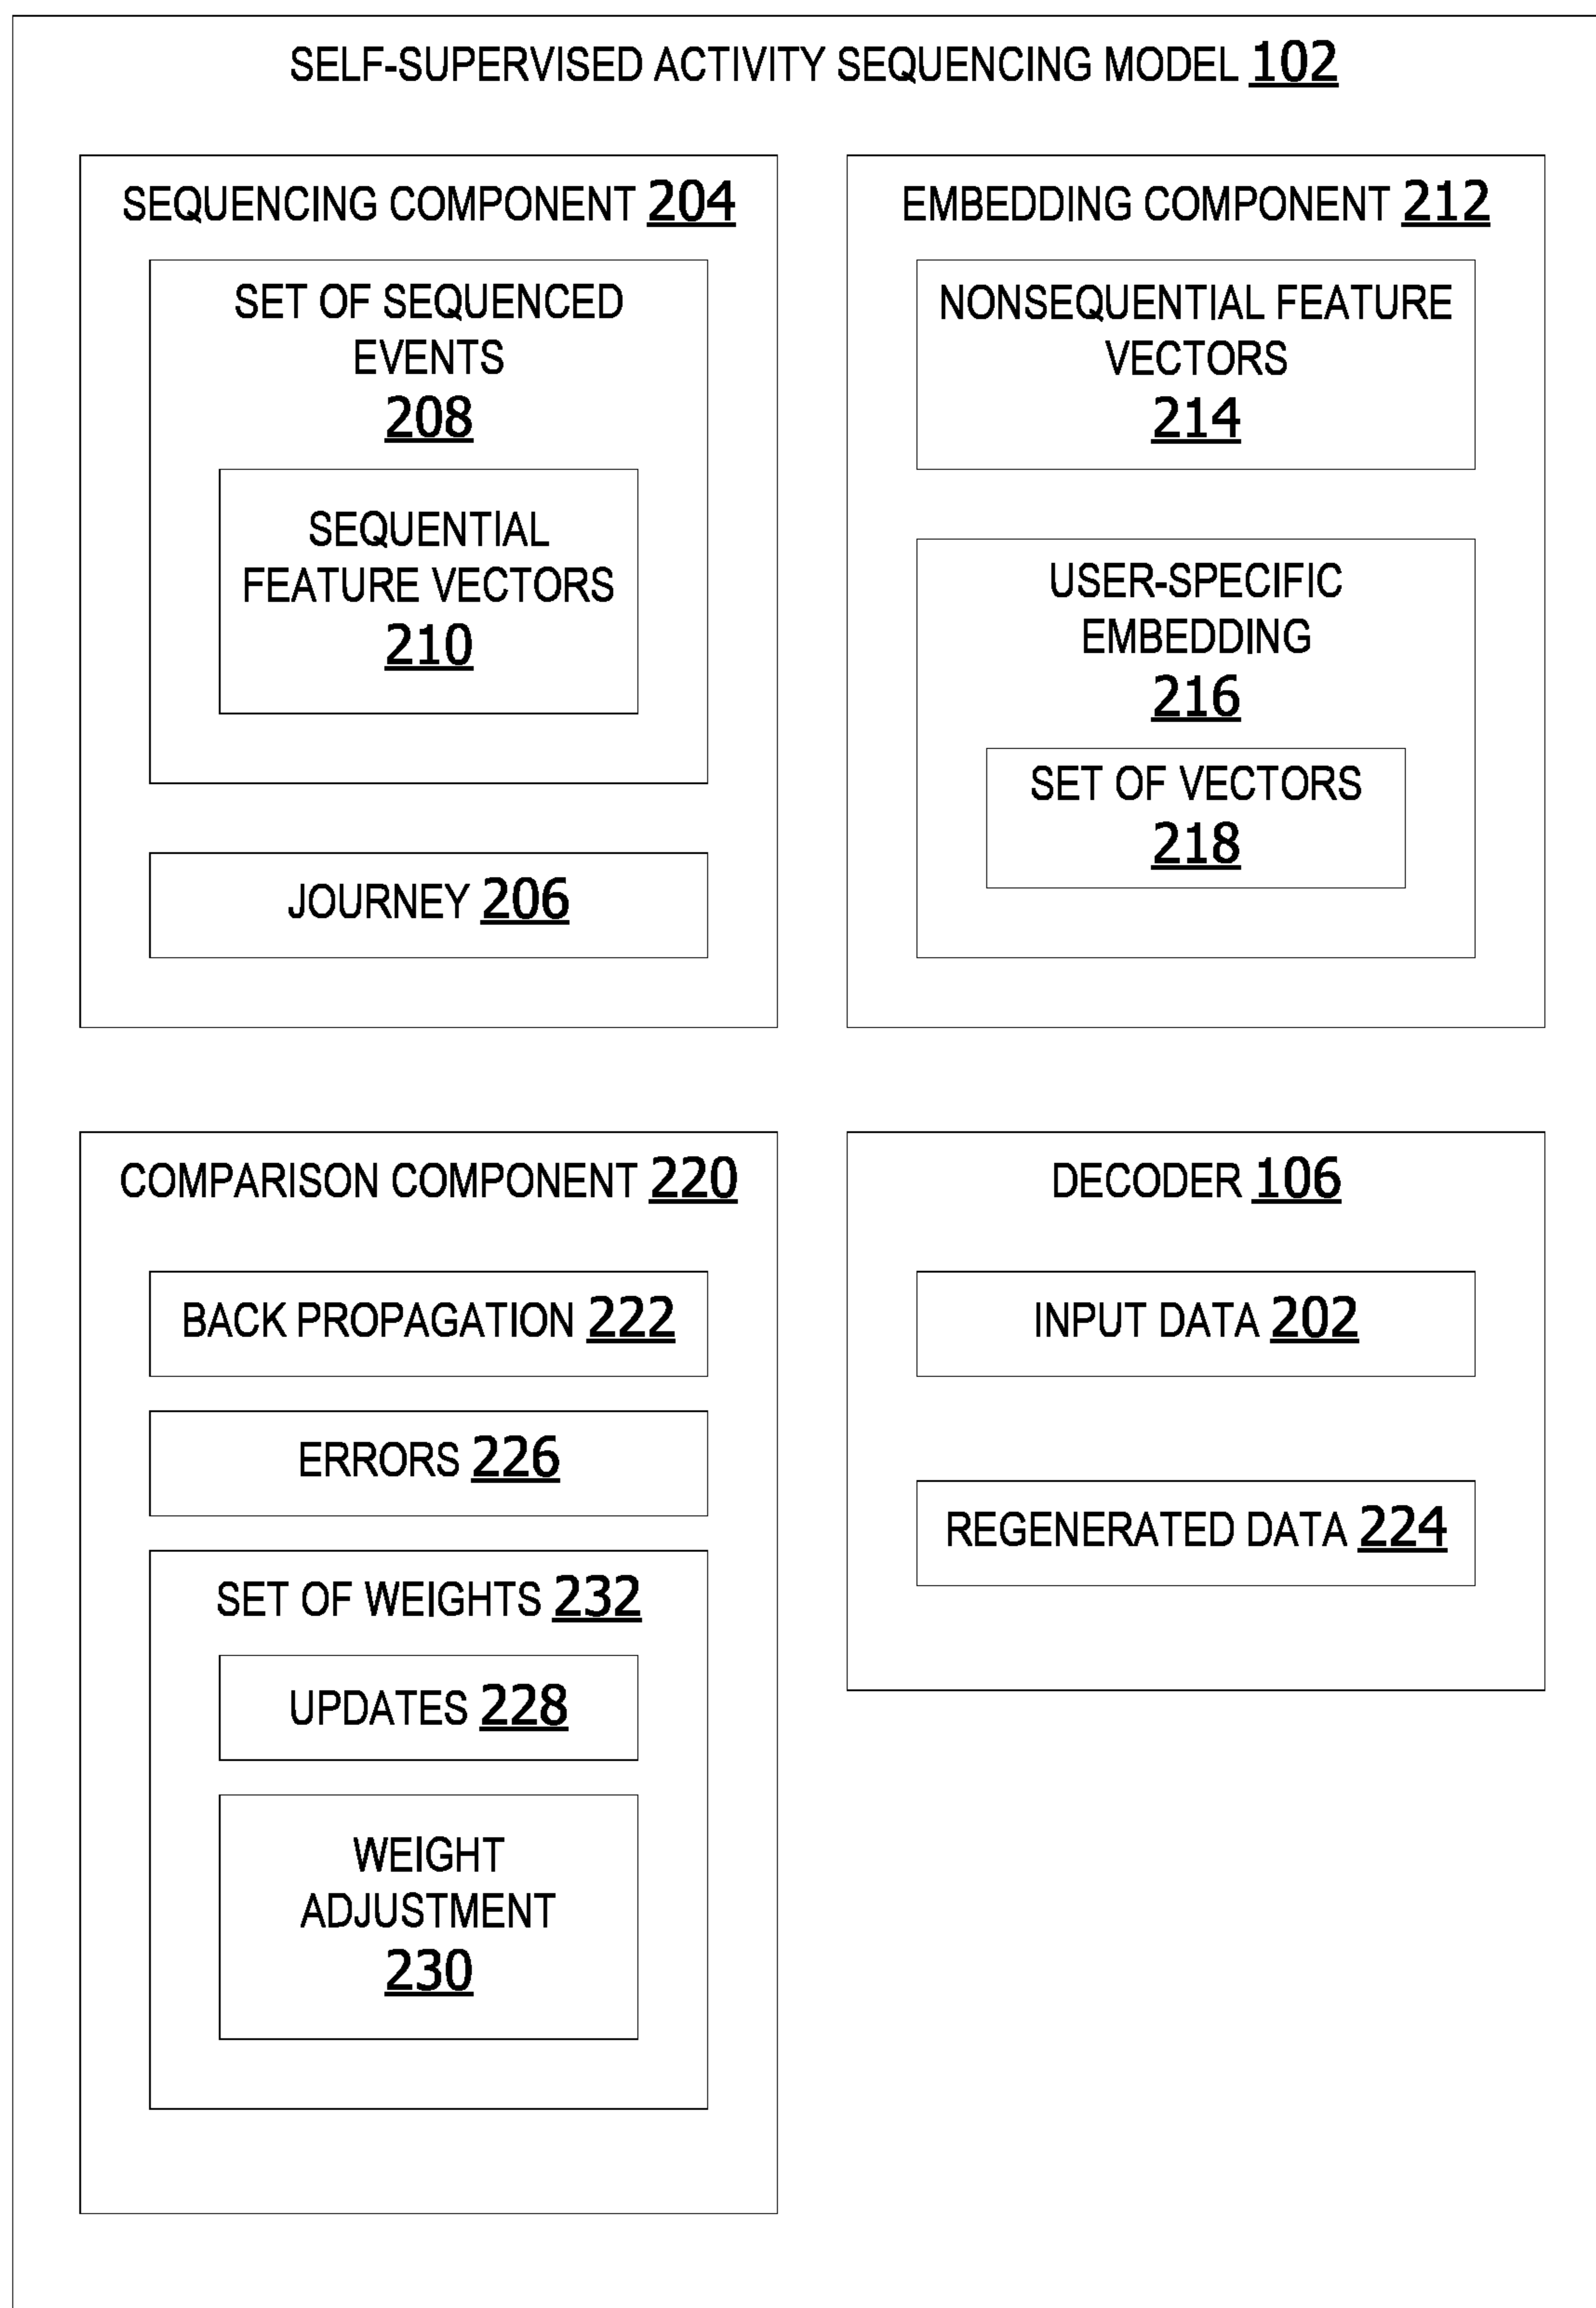 SELF-SUPERVISED ACTIVITY SEQUENCING MODEL 102
SEQUENCING COMPONENT 204
SET OF SEQUENCED
EVENTS
208
SEQUENTIAL
FEATURE VECTORS
210
JOURNEY 206
EMBEDDING COMPONENT 212
NONSEQUENTIAL FEATURE
VECTORS
214
USER-SPECIFIC
EMBEDDING
216
SET OF VECTORS
218
COMPARISON COMPONENT 220
BACK PROPAGATION 222
ERRORS 226
SET OF WEIGHTS 232
UPDATES 228
WEIGHT
ADJUSTMENT
230
DECODER 106
INPUT DATA 202
REGENERATED DATA 224